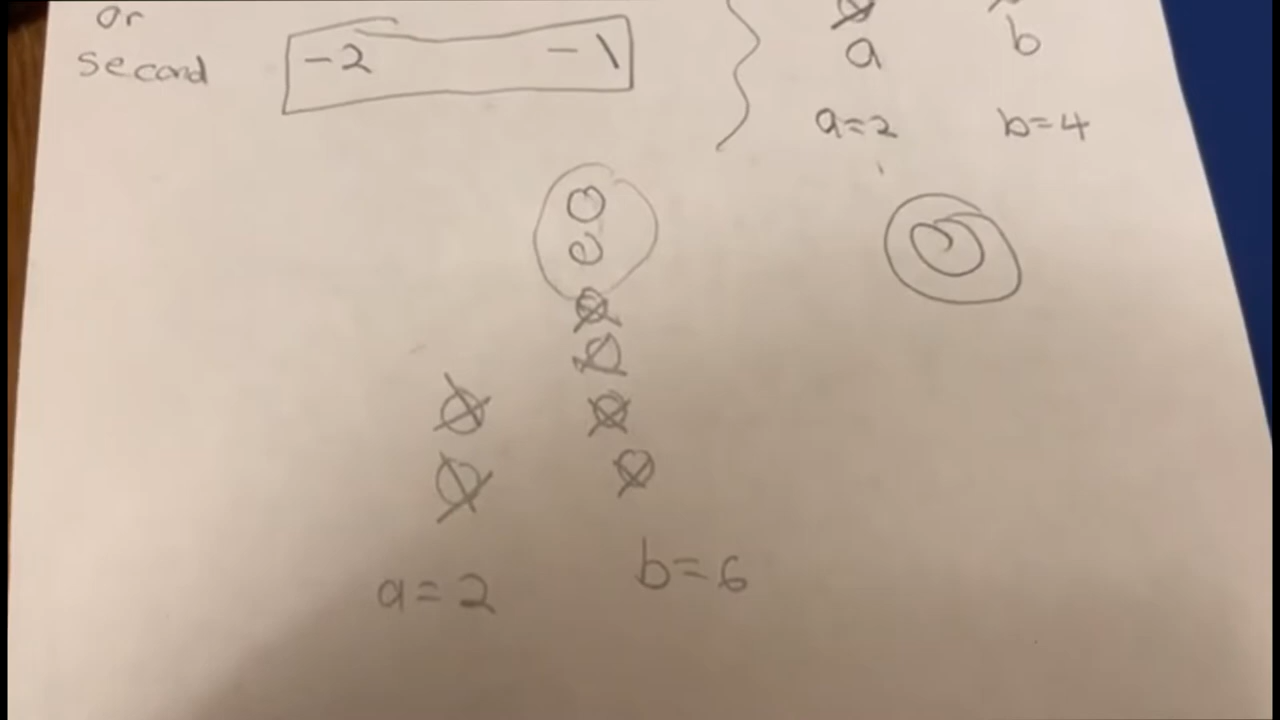 or
second
-2 -1
a b
a=2 b=4
a=2 b=6